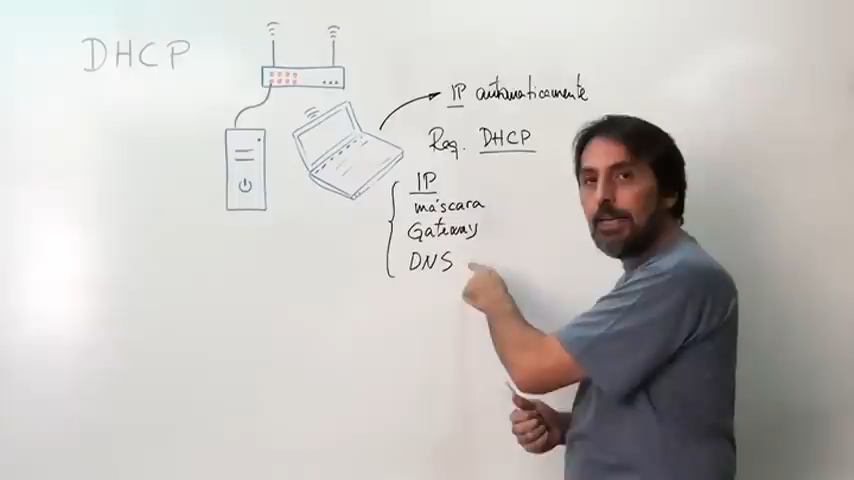 DHCP
IP automaticamente
Req. DHCP
IP
máscara
Gateway
DNS